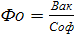 Фо = Вак / Соф